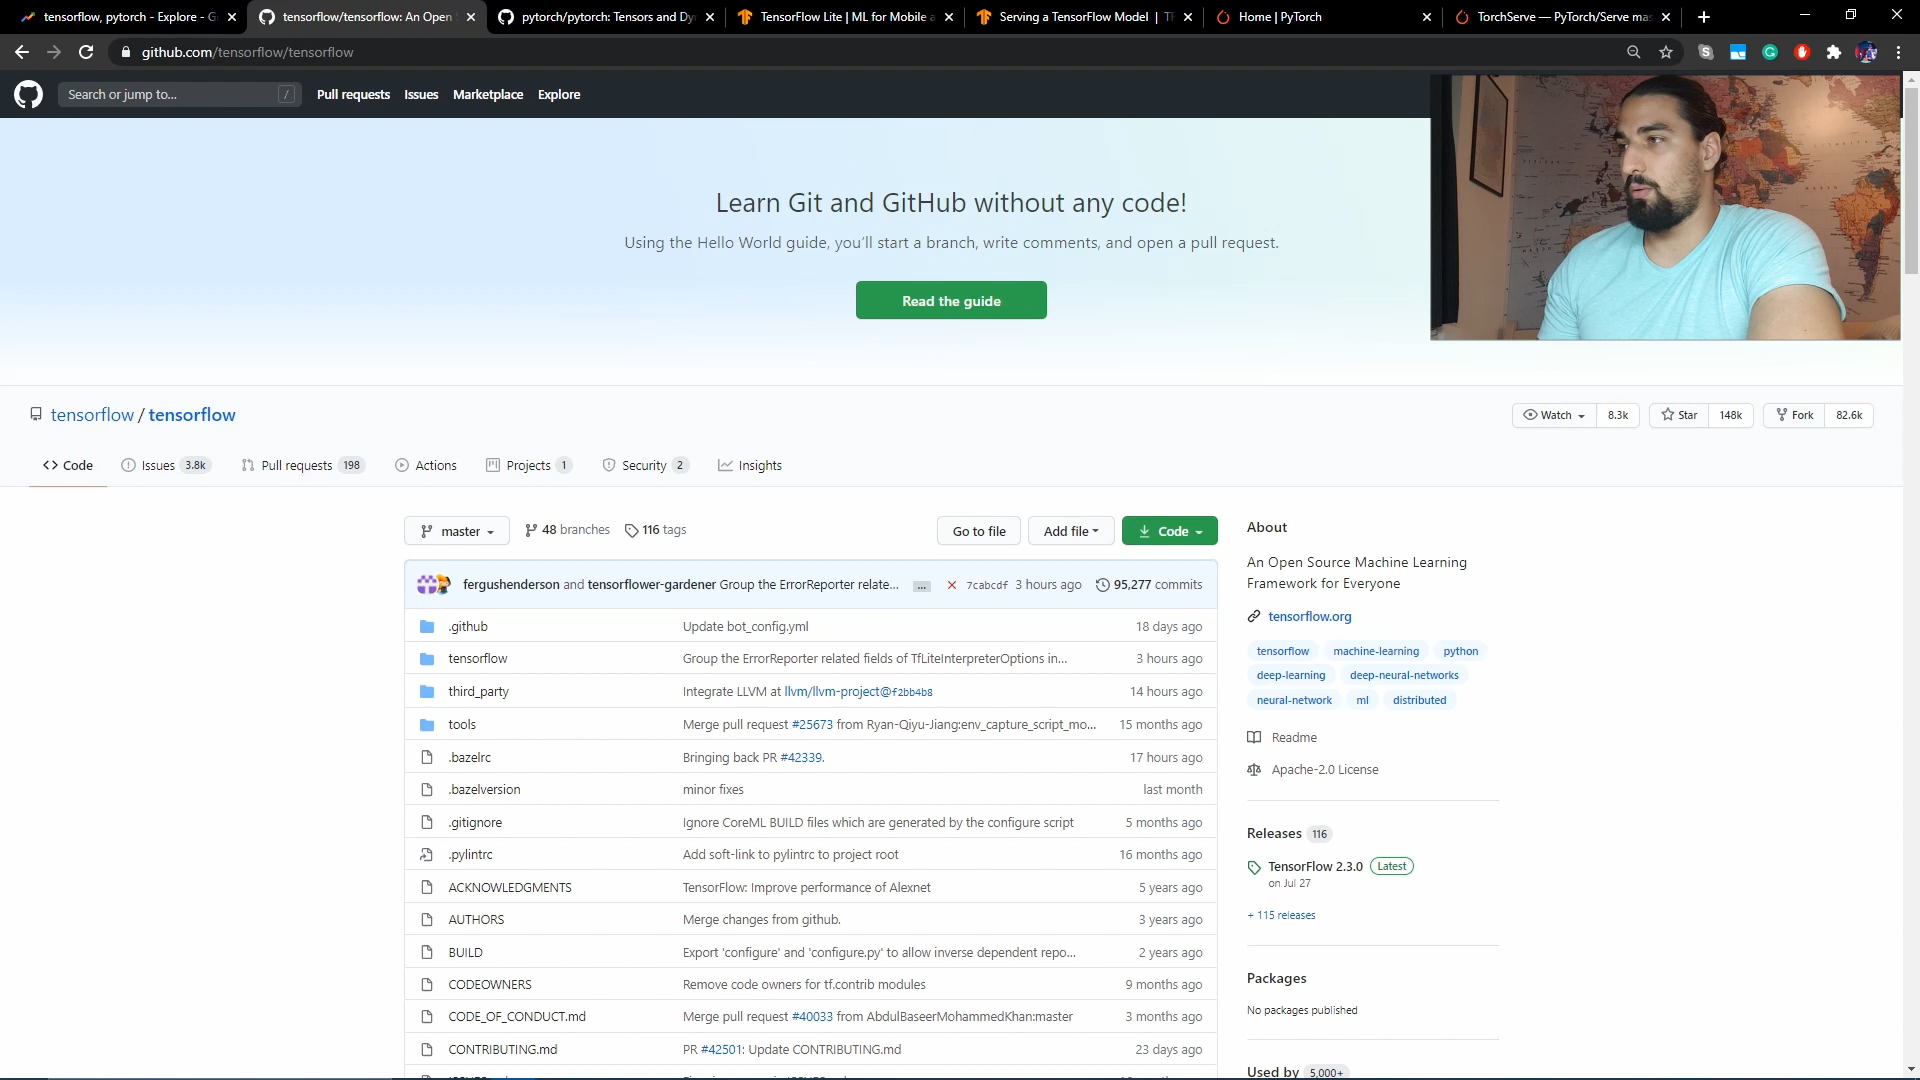 tensorflow, pytorch - Explore - G
tensorflow/tensorflow: An Open
pytorch/pytorch: Tensors and Dy
TensorFlow Lite | ML for Mobile a
Serving a TensorFlow Model | TF
Home | PyTorch
TorchServe — PyTorch/Serve mas
github.com/tensorflow/tensorflow
Search or jump to...
/
Pull requests
Issues
Marketplace
Explore
Learn Git and GitHub without any code!
Using the Hello World guide, you'll start a branch, write comments, and open a pull request.
Read the guide
tensorflow / tensorflow
Watch 8.3k
Star 148k
Fork 82.6k
Code
Issues 3.8k
Pull requests 198
Actions
Projects 1
Security 2
Insights
master
48 branches
116 tags
Go to file
Add file
Code
fergushenderson and tensorflower-gardener Group the ErrorReporter relate... ... 7cabcdf 3 hours ago 95,277 commits
.github Update bot_config.yml 18 days ago
tensorflow Group the ErrorReporter related fields of TfLiteInterpreterOptions in... 3 hours ago
third_party Integrate LLVM at llvm/llvm-project@f2bb4b8 14 hours ago
tools Merge pull request #25673 from Ryan-Qiyu-Jiang:env_capture_script_mo... 15 months ago
.bazelrc Bringing back PR #42339. 17 hours ago
.bazelversion minor fixes last month
.gitignore Ignore CoreML BUILD files which are generated by the configure script 5 months ago
.pylintrc Add soft-link to pylintrc to project root 16 months ago
ACKNOWLEDGMENTS TensorFlow: Improve performance of Alexnet 5 years ago
AUTHORS Merge changes from github. 3 years ago
BUILD Export 'configure' and 'configure.py' to allow inverse dependent repo... 2 years ago
CODEOWNERS Remove code owners for tf.contrib modules 9 months ago
CODE_OF_CONDUCT.md Merge pull request #40033 from AbdulBaseerMohammedKhan:master 3 months ago
CONTRIBUTING.md PR #42501: Update CONTRIBUTING.md 23 days ago
About
An Open Source Machine Learning
Framework for Everyone
tensorflow.org
tensorflow machine-learning python
deep-learning deep-neural-networks
neural-network ml distributed
Readme
Apache-2.0 License
Releases 116
TensorFlow 2.3.0 Latest
on Jul 27
+ 115 releases
Packages
No packages published
Used by 5,000+